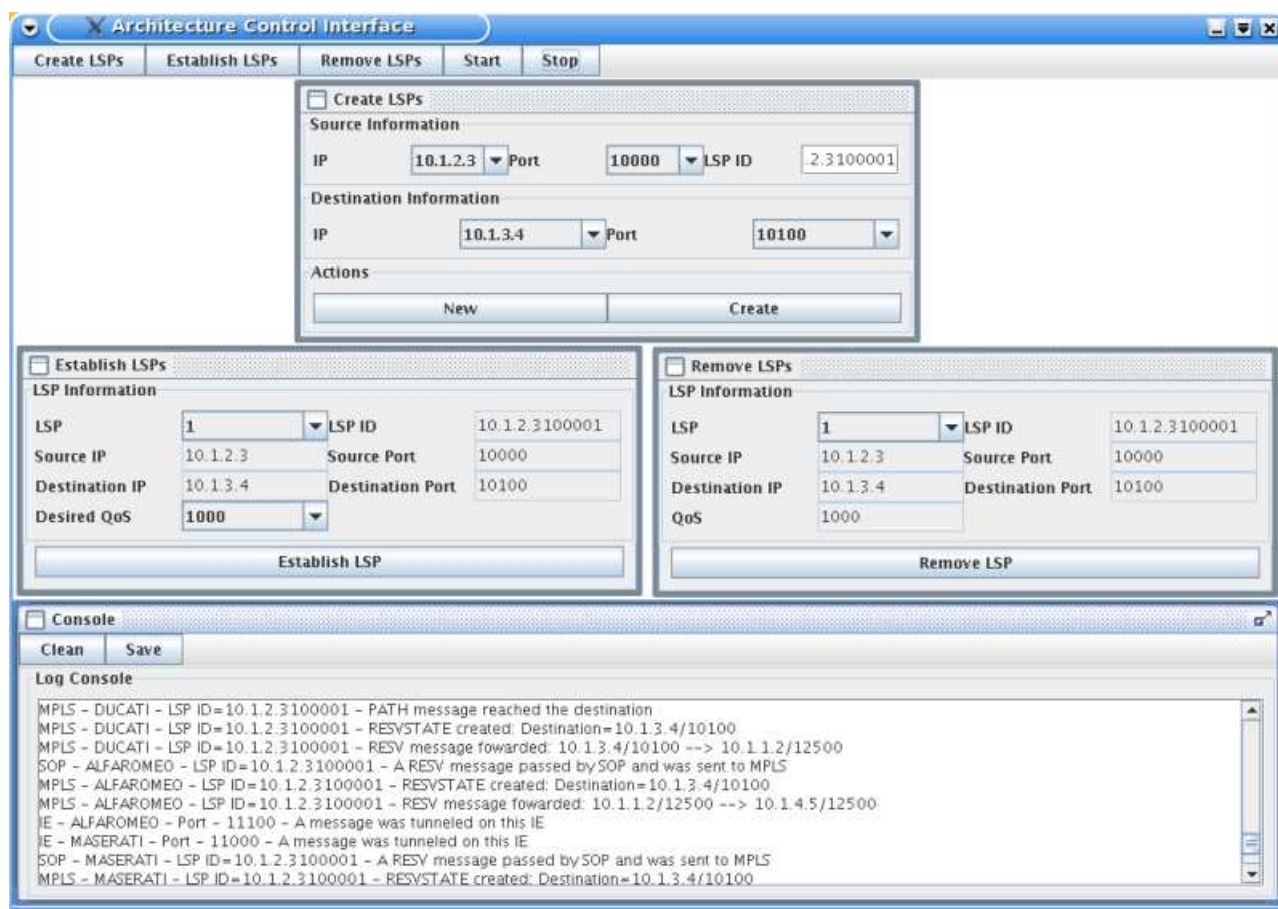 Architecture Control Interface
Create LSPs Establish LSPs Remove LSPs Start Stop
Create LSPs
Source Information
IP 10.1.2.3 Port 10000 LSP ID .2.3100001
Destination Information
IP 10.1.3.4 Port 10100
Actions
New Create
Establish LSPs
LSP Information
LSP 1 LSP ID 10.1.2.3100001
Source IP 10.1.2.3 Source Port 10000
Destination IP 10.1.3.4 Destination Port 10100
Desired QoS 1000
Establish LSP
Remove LSPs
LSP Information
LSP 1 LSP ID 10.1.2.3100001
Source IP 10.1.2.3 Source Port 10000
Destination IP 10.1.3.4 Destination Port 10100
QoS 1000
Remove LSP
Console
Clean Save
Log Console
MPLS - DUCATI - LSP ID=10.1.2.3100001 - PATH message reached the destination
MPLS - DUCATI - LSP ID=10.1.2.3100001 - RESVSTATE created: Destination=10.1.3.4/10100
MPLS - DUCATI - LSP ID=10.1.2.3100001 - RESV message fowarded: 10.1.3.4/10100 --> 10.1.1.2/12500
SOP - ALFAROMEO - LSP ID=10.1.2.3100001 - A RESV message passed by SOP and was sent to MPLS
MPLS - ALFAROMEO - LSP ID=10.1.2.3100001 - RESVSTATE created: Destination=10.1.3.4/10100
MPLS - ALFAROMEO - LSP ID=10.1.2.3100001 - RESV message fowarded: 10.1.1.2/12500 --> 10.1.4.5/12500
IE - ALFAROMEO - Port - 11100 - A message was tunneled on this IE
IE - MASERATI - Port - 11000 - A message was tunneled on this IE
SOP - MASERATI - LSP ID=10.1.2.3100001 - A RESV message passed by SOP and was sent to MPLS
MPLS - MASERATI - LSP ID=10.1.2.3100001 - RESVSTATE created: Destination=10.1.3.4/10100